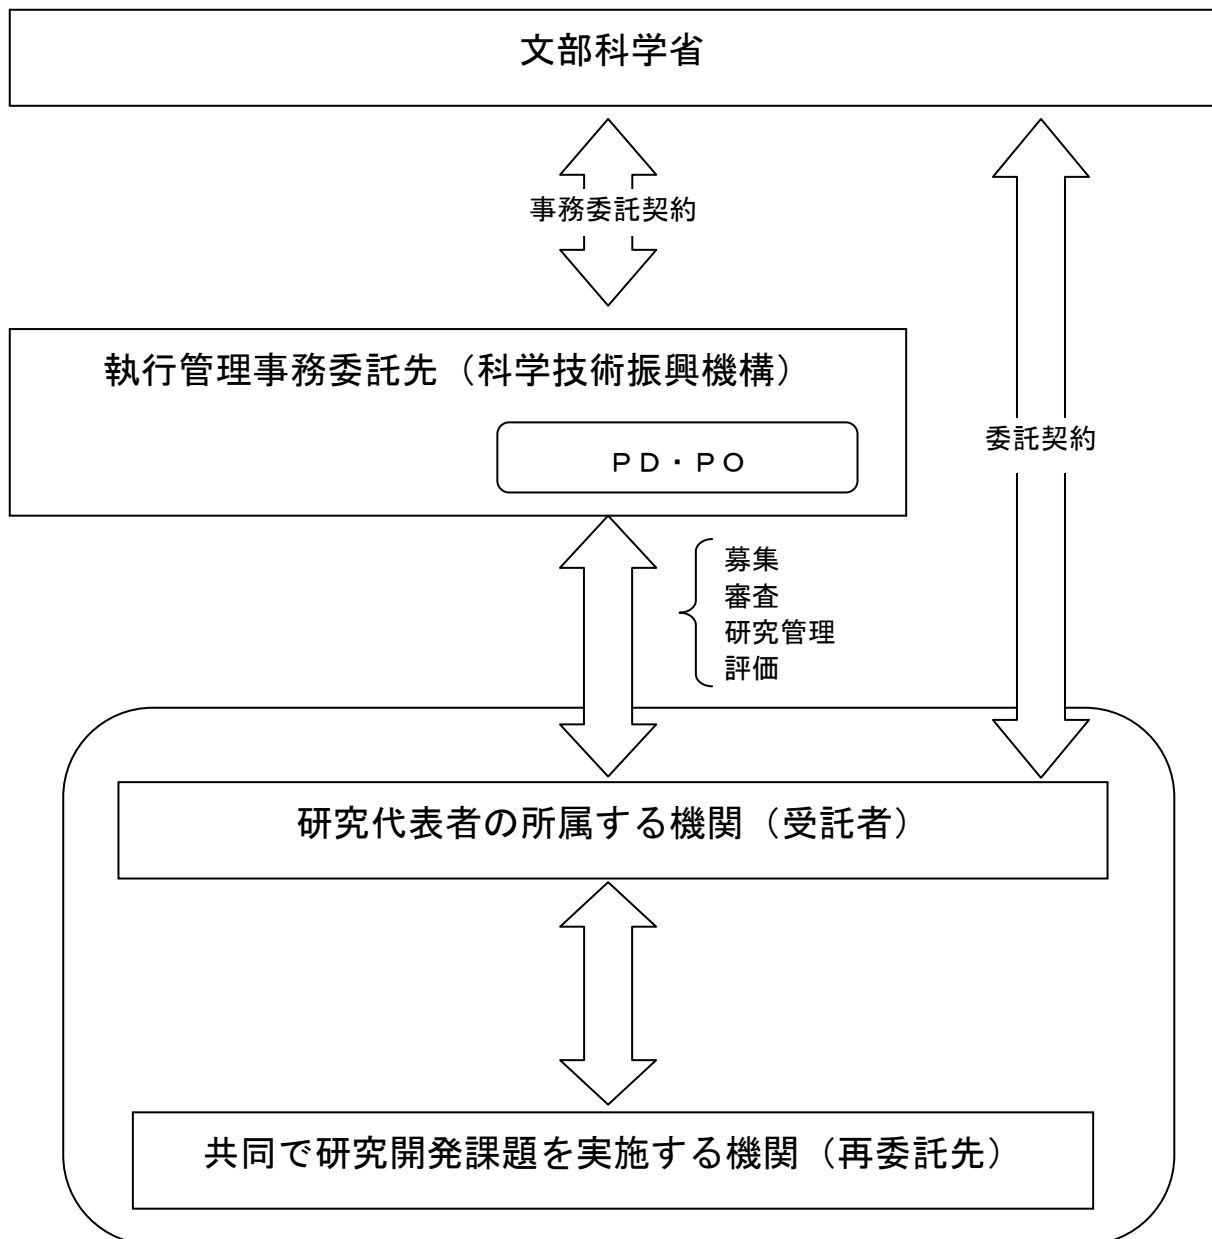 文部科学省
事務委託契約
執行管理事務委託先（科学技術振興機構）
ＰＤ・ＰＯ
委託契約
募集
審査
研究管理
評価
研究代表者の所属する機関（受託者）
共同で研究開発課題を実施する機関（再委託先）